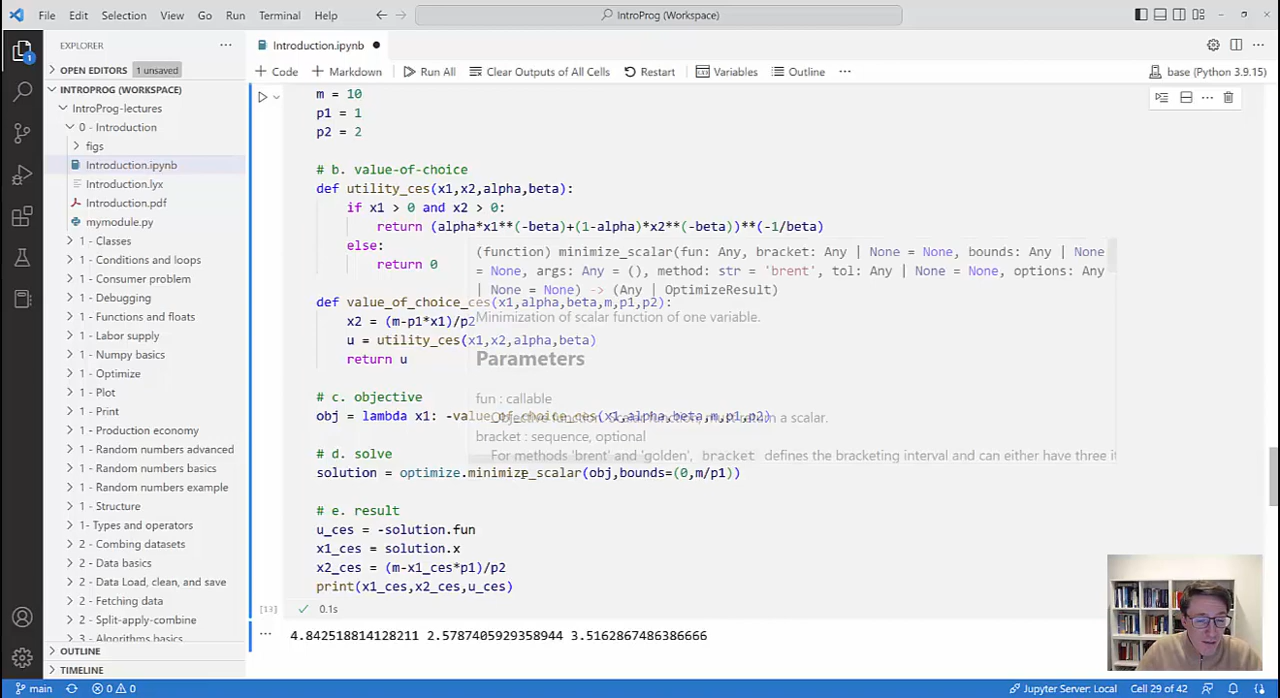 File Edit Selection View Go Run Terminal Help
IntroProg (Workspace)
EXPLORER
Introduction.ipynb
OPEN EDITORS 1 unsaved
+ Code + Markdown Run All Clear Outputs of All Cells Restart Variables Outline ... base (Python 3.9.15)
INTROPROG (WORKSPACE)
IntroProg-lectures
0 - Introduction
figs
Introduction.ipynb
Introduction.lyx
Introduction.pdf
mymodule.py
1 - Classes
1 - Conditions and loops
1 - Consumer problem
1 - Debugging
1 - Functions and floats
1 - Labor supply
1 - Numpy basics
1 - Optimize
1 - Plot
1 - Print
1 - Production economy
1 - Random numbers advanced
1 - Random numbers basics
1 - Random numbers example
1 - Structure
1- Types and operators
2 - Combing datasets
2 - Data basics
2 - Data Load, clean, and save
2 - Fetching data
2 - Split-apply-combine
3 - Algorithms basics
OUTLINE
TIMELINE
m = 10
p1 = 1
p2 = 2
# b. value-of-choice
def utility_ces(x1,x2,alpha,beta):
if x1 > 0 and x2 > 0:
return (alpha*x1**(-beta)+(1-alpha)*x2**(-beta))**(-1/beta)
else:
return 0
(function) minimize_scalar(fun: Any, bracket: Any | None = None, bounds: Any | None
= None, args: Any = (), method: str = 'brent', tol: Any | None = None, options: Any
| None = None) -> (Any | OptimizeResult)
def value_of_choice_ces(x1,alpha,beta,m,p1,p2):
Minimization of scalar function of one variable.
x2 = (m-p1*x1)/p2
u = utility_ces(x1,x2,alpha,beta)
return u
Parameters
fun : callable
Objective function. Scalar function, must return a scalar.
bracket : sequence, optional
For methods 'brent' and 'golden', bracket defines the bracketing interval and can either have three it
# c. objective
obj = lambda x1: -value_of_choice_ces(x1,alpha,beta,m,p1,p2)
# d. solve
solution = optimize.minimize_scalar(obj,bounds=(0,m/p1))
# e. result
u_ces = -solution.fun
x1_ces = solution.x
x2_ces = (m-x1_ces*p1)/p2
print(x1_ces,x2_ces,u_ces)
[13] 0.1s
4.842518814128211 2.5787405929358944 3.5162867486386666
main 0 0 Jupyter Server: Local Cell 29 of 42